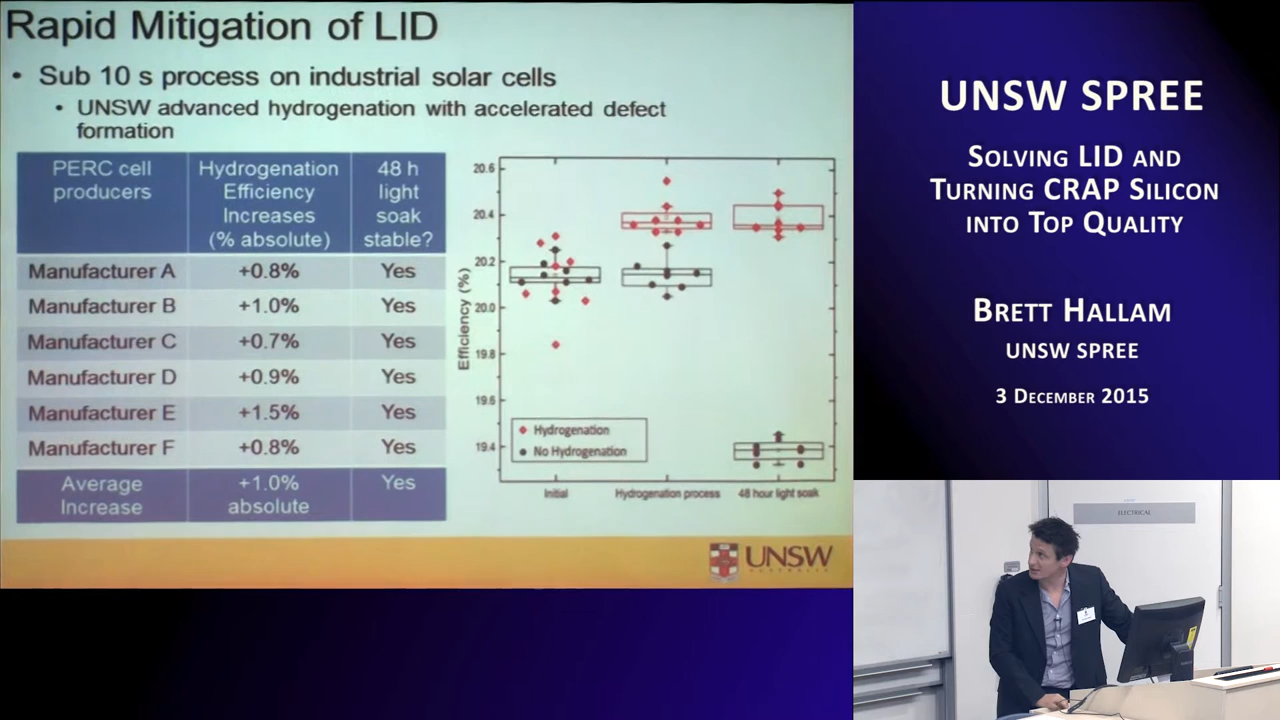 Rapid Mitigation of LID
• Sub 10 s process on industrial solar cells
• UNSW advanced hydrogenation with accelerated defect
formation
PERC cell
producers
Hydrogenation
Efficiency
Increases
(% absolute)
48 h
light
soak
stable?
Manufacturer A +0.8% Yes
Manufacturer B +1.0% Yes
Manufacturer C +0.7% Yes
Manufacturer D +0.9% Yes
Manufacturer E +1.5% Yes
Manufacturer F +0.8% Yes
Average
Increase
+1.0%
absolute
Yes
Efficiency (%)
20.6
20.4
20.2
20.0
19.8
19.6
19.4
Hydrogenation
No Hydrogenation
Initial Hydrogenation process 48 hour light soak
UNSW
UNSW SPREE
Solving LID and
Turning CRAP Silicon
into Top Quality
Brett Hallam
UNSW SPREE
3 December 2015
ELECTRICAL